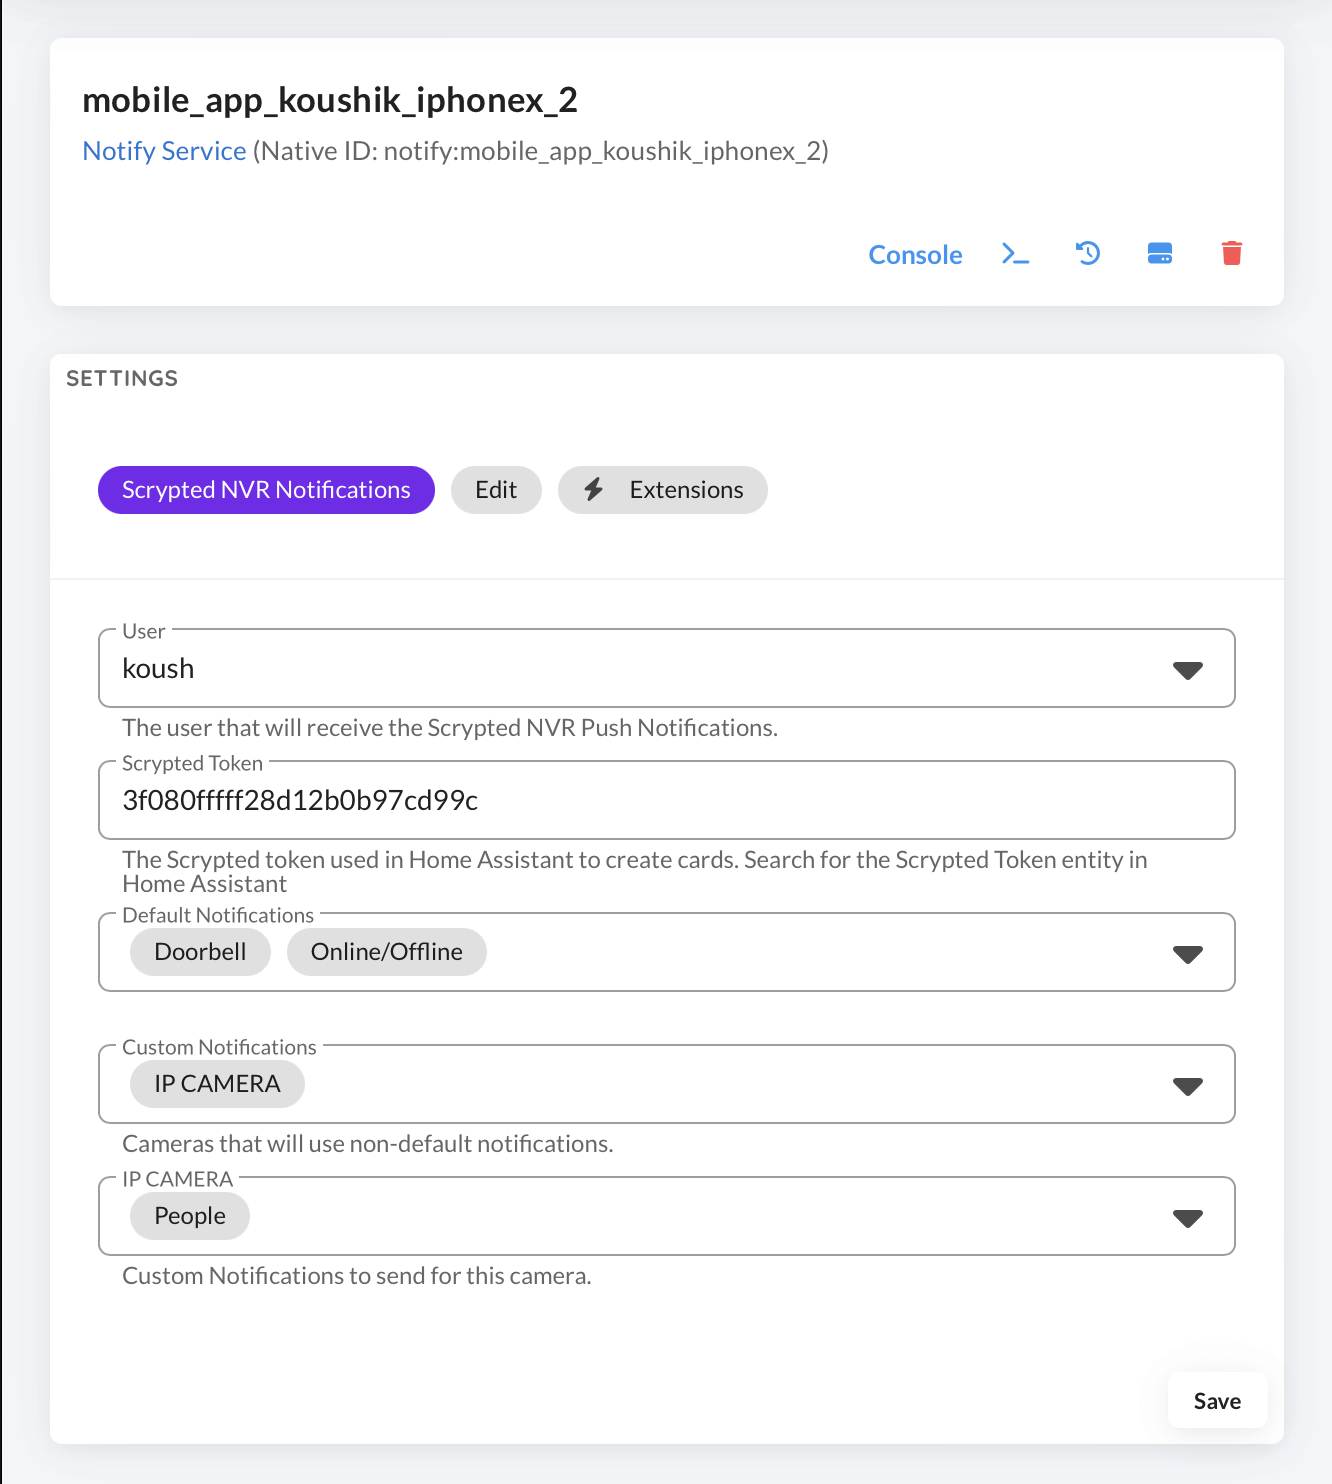 mobile_app_koushik_iphonex_2
Notify Service (Native ID: notify:mobile_app_koushik_iphonex_2)
Console
SETTINGS
Scrypted NVR Notifications Edit Extensions
User
koush
The user that will receive the Scrypted NVR Push Notifications.
Scrypted Token
3f080fffff28d12b0b97cd99c
The Scrypted token used in Home Assistant to create cards. Search for the Scrypted Token entity in
Home Assistant
Default Notifications
Doorbell Online/Offline
Custom Notifications
IP CAMERA
Cameras that will use non-default notifications.
IP CAMERA
People
Custom Notifications to send for this camera.
Save